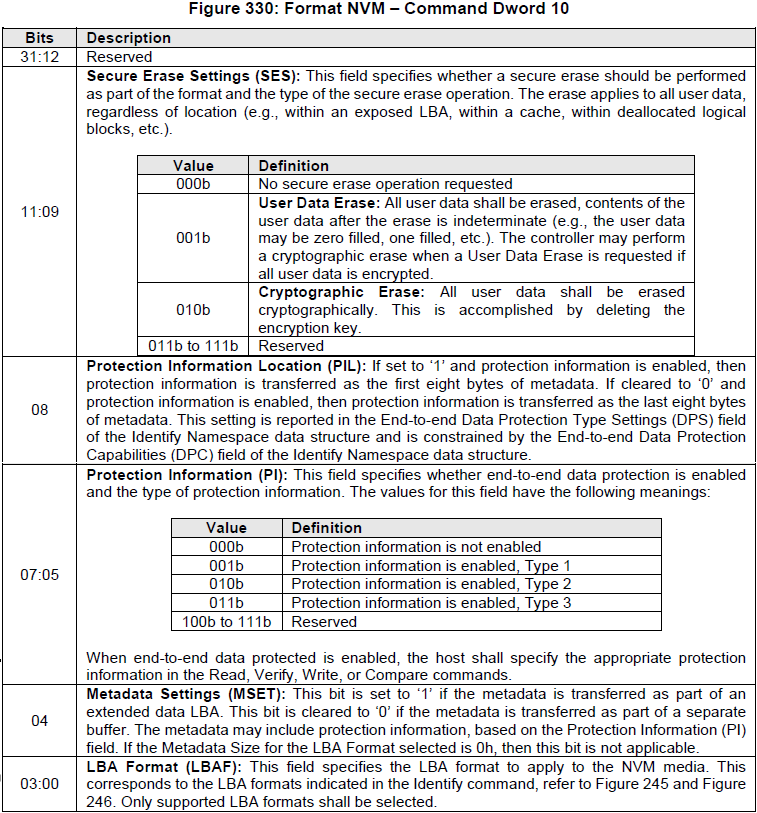 Figure 330: Format NVM – Command Dword 10
Bits Description
31:12 Reserved
11:09
Secure Erase Settings (SES): This field specifies whether a secure erase should be performed
as part of the format and the type of the secure erase operation. The erase applies to all user data,
regardless of location (e.g., within an exposed LBA, within a cache, within deallocated logical
blocks, etc.).
Value Definition
000b No secure erase operation requested
001b
User Data Erase: All user data shall be erased, contents of the
user data after the erase is indeterminate (e.g., the user data
may be zero filled, one filled, etc.). The controller may perform
a cryptographic erase when a User Data Erase is requested if
all user data is encrypted.
010b
Cryptographic Erase: All user data shall be erased
cryptographically. This is accomplished by deleting the
encryption key.
011b to 111b Reserved
08
Protection Information Location (PIL): If set to ‘1’ and protection information is enabled, then
protection information is transferred as the first eight bytes of metadata. If cleared to ‘0’ and
protection information is enabled, then protection information is transferred as the last eight bytes
of metadata. This setting is reported in the End-to-end Data Protection Type Settings (DPS) field
of the Identify Namespace data structure and is constrained by the End-to-end Data Protection
Capabilities (DPC) field of the Identify Namespace data structure.
07:05
Protection Information (PI): This field specifies whether end-to-end data protection is enabled
and the type of protection information. The values for this field have the following meanings:
Value Definition
000b Protection information is not enabled
001b Protection information is enabled, Type 1
010b Protection information is enabled, Type 2
011b Protection information is enabled, Type 3
100b to 111b Reserved
When end-to-end data protected is enabled, the host shall specify the appropriate protection
information in the Read, Verify, Write, or Compare commands.
04
Metadata Settings (MSET): This bit is set to ‘1’ if the metadata is transferred as part of an
extended data LBA. This bit is cleared to ‘0’ if the metadata is transferred as part of a separate
buffer. The metadata may include protection information, based on the Protection Information (PI)
field. If the Metadata Size for the LBA Format selected is 0h, then this bit is not applicable.
03:00
LBA Format (LBAF): This field specifies the LBA format to apply to the NVM media. This
corresponds to the LBA formats indicated in the Identify command, refer to Figure 245 and Figure
246. Only supported LBA formats shall be selected.